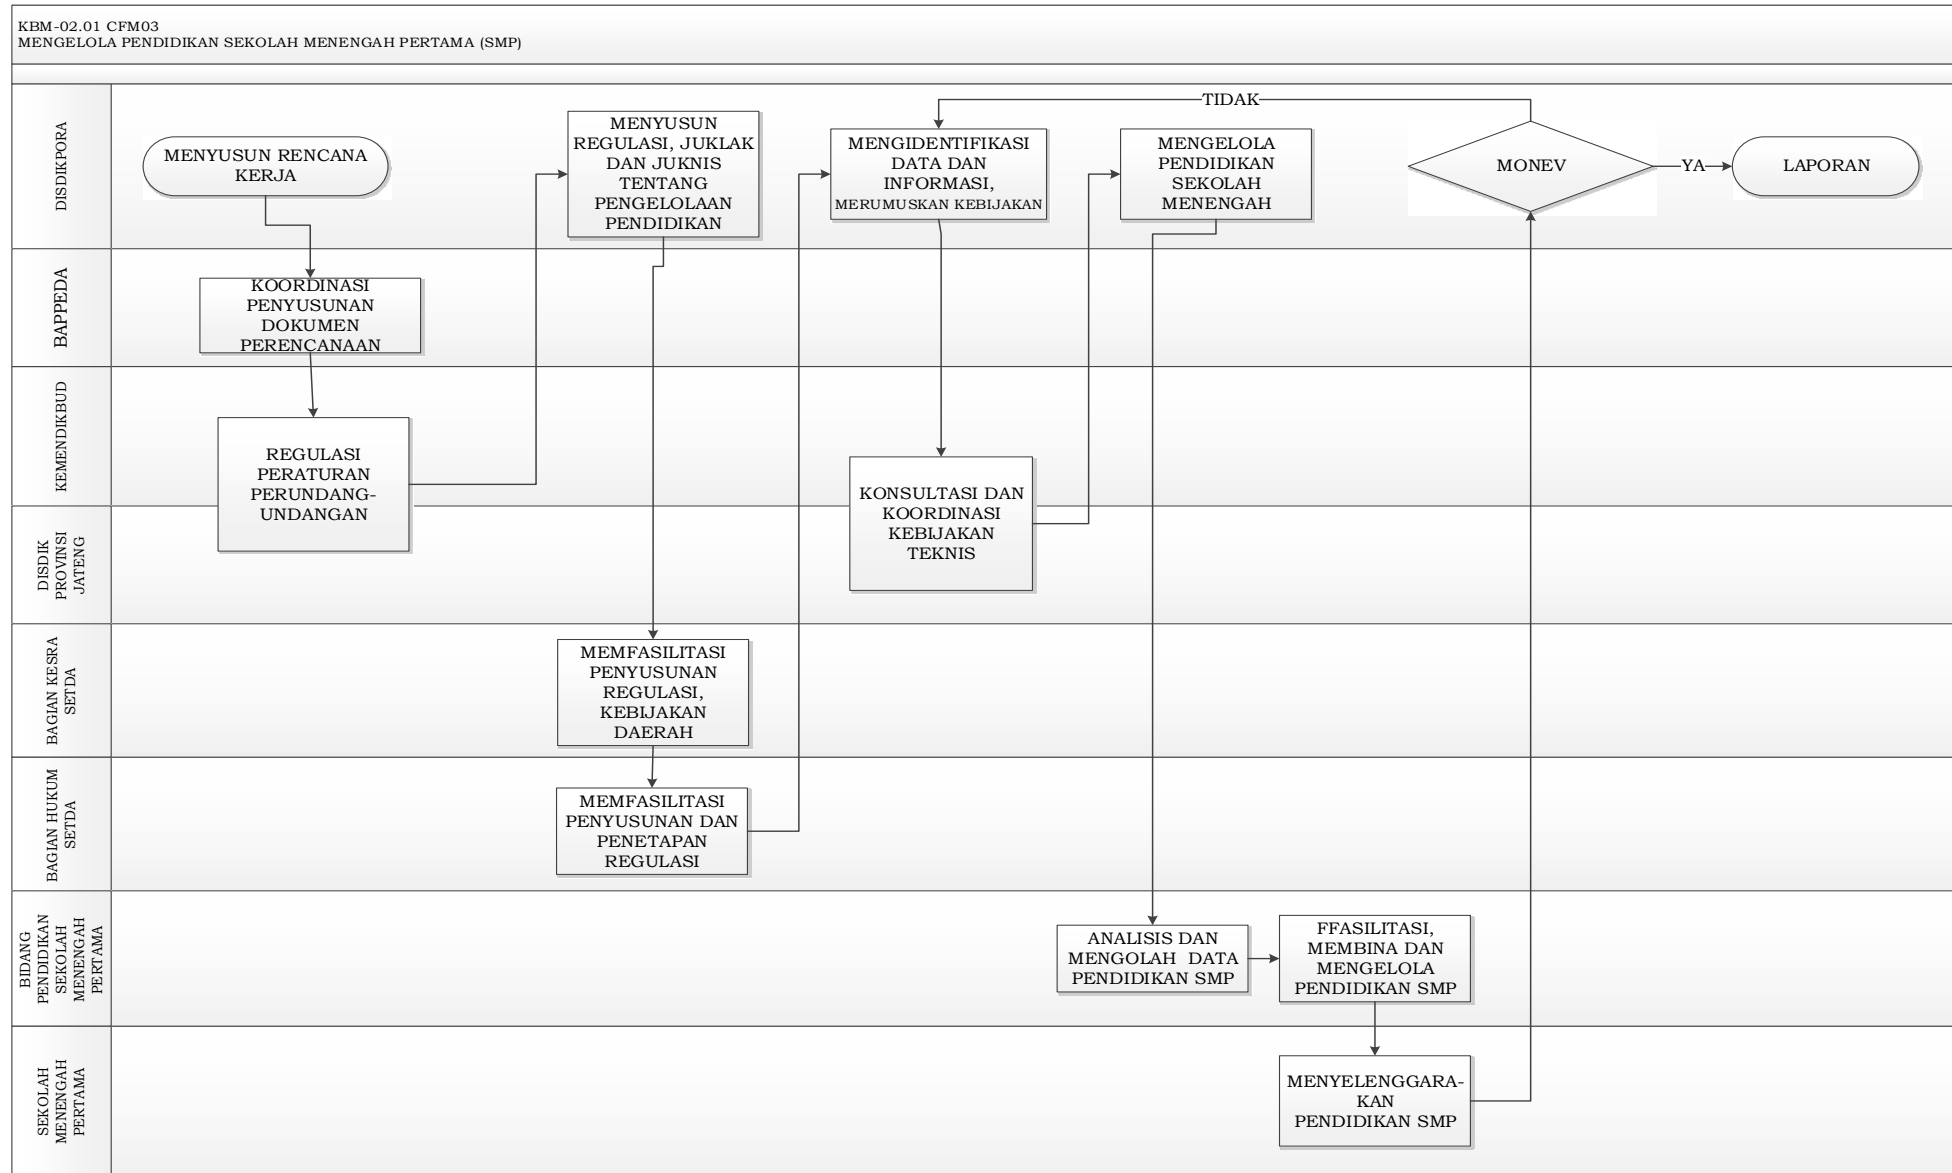 KBM-02.01 CFM03
MENGELOLA PENDIDIKAN SEKOLAH MENENGAH PERTAMA (SMP)
DISDIKPORA
MENYUSUN RENCANA
KERJA
MENYUSUN
REGULASI, JUKLAK
DAN JUKNIS
TENTANG
PENGELOLAAN
PENDIDIKAN
TIDAK
MENGIDENTIFIKASI
DATA DAN
INFORMASI,
MERUMUSKAN KEBIJAKAN
MENGELOLA
PENDIDIKAN
SEKOLAH
MENENGAH
MONEV
YA
LAPORAN
BAPPEDA
KOORDINASI
PENYUSUNAN
DOKUMEN
PERENCANAAN
KEMENDIKBUD
REGULASI
PERATURAN
PERUNDANG-
UNDANGAN
KONSULTASI DAN
KOORDINASI
KEBIJAKAN
TEKNIS
DISDIK
PROVINSI
JATENG
BAGIAN KESRA
SETDA
MEMFASILITASI
PENYUSUNAN
REGULASI,
KEBIJAKAN
DAERAH
BAGIAN HUKUM
SETDA
MEMFASILITASI
PENYUSUNAN DAN
PENETAPAN
REGULASI
BIDANG
PENDIDIKAN
SEKOLAH
MENENGAH
PERTAMA
ANALISIS DAN
MENGOLAH DATA
PENDIDIKAN SMP
FFASILITASI,
MEMBINA DAN
MENGELOLA
PENDIDIKAN SMP
SEKOLAH
MENENGAH
PERTAMA
MENYELENGGARA-
KAN
PENDIDIKAN SMP